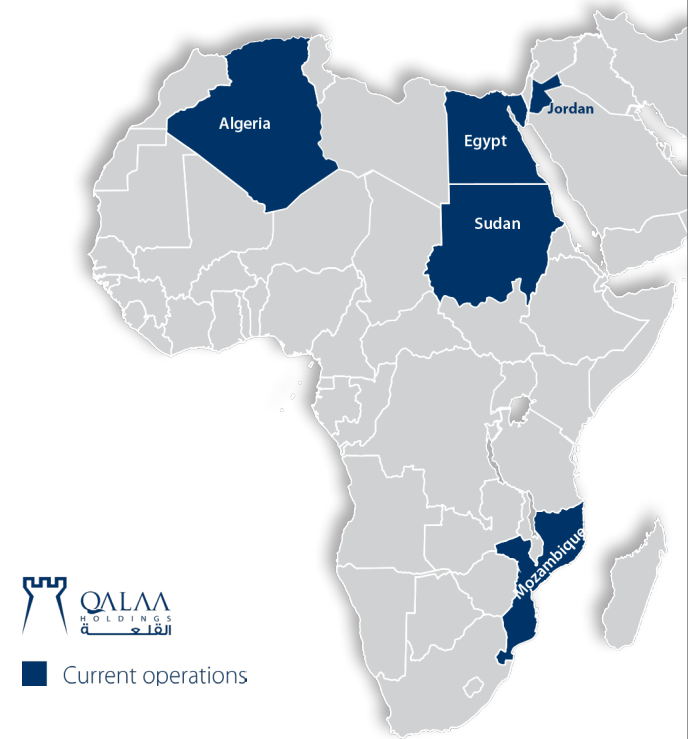 Algeria
Jordan
Egypt
Sudan
Mozambique
QALAA
HOLDINGS
القلعة
Current operations